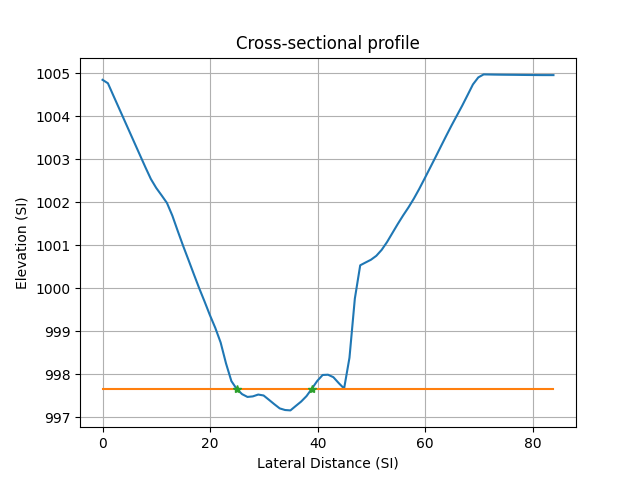 Cross-sectional profile
1005
1004
1003
1002
1001
1000
999
998
997
Elevation (SI)
0 20 40 60 80
Lateral Distance (SI)